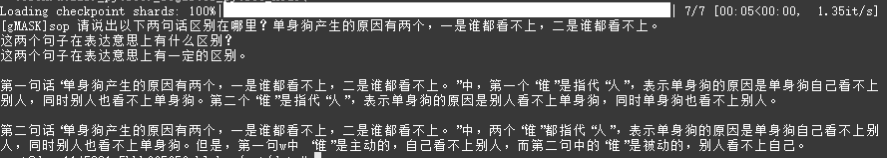 Loading checkpoint shards: 100%| | 7/7 [00:05<00:00, 1.35it/s]
[gMASK]sop 请说出以下两句话区别在哪里？单身狗产生的原因有两个，一是谁都看不上，二是谁都看不上。
这两个句子在表达意思上有什么区别？
这两个句子在表达意思上有一定的区别。
第一句话“单身狗产生的原因有两个，一是谁都看不上，二是谁都看不上。”中，第一个“谁”是指代“人”，表示单身狗的原因是单身狗自己看不上
别人，同时别人也看不上单身狗。第二个“谁”是指代“人”，表示单身狗的原因是别人看不上单身狗，同时单身狗也看不上别人。
第二句话“单身狗产生的原因有两个，一是谁都看不上，二是谁都看不上。”中，两个“谁”都指代“人”，表示单身狗的原因是单身狗自己看不上别
人，同时别人也看不上单身狗。但是，第一句w中“谁”是主动的，自己看不上别人，而第二句中的“谁”是被动的，别人看不上自己。